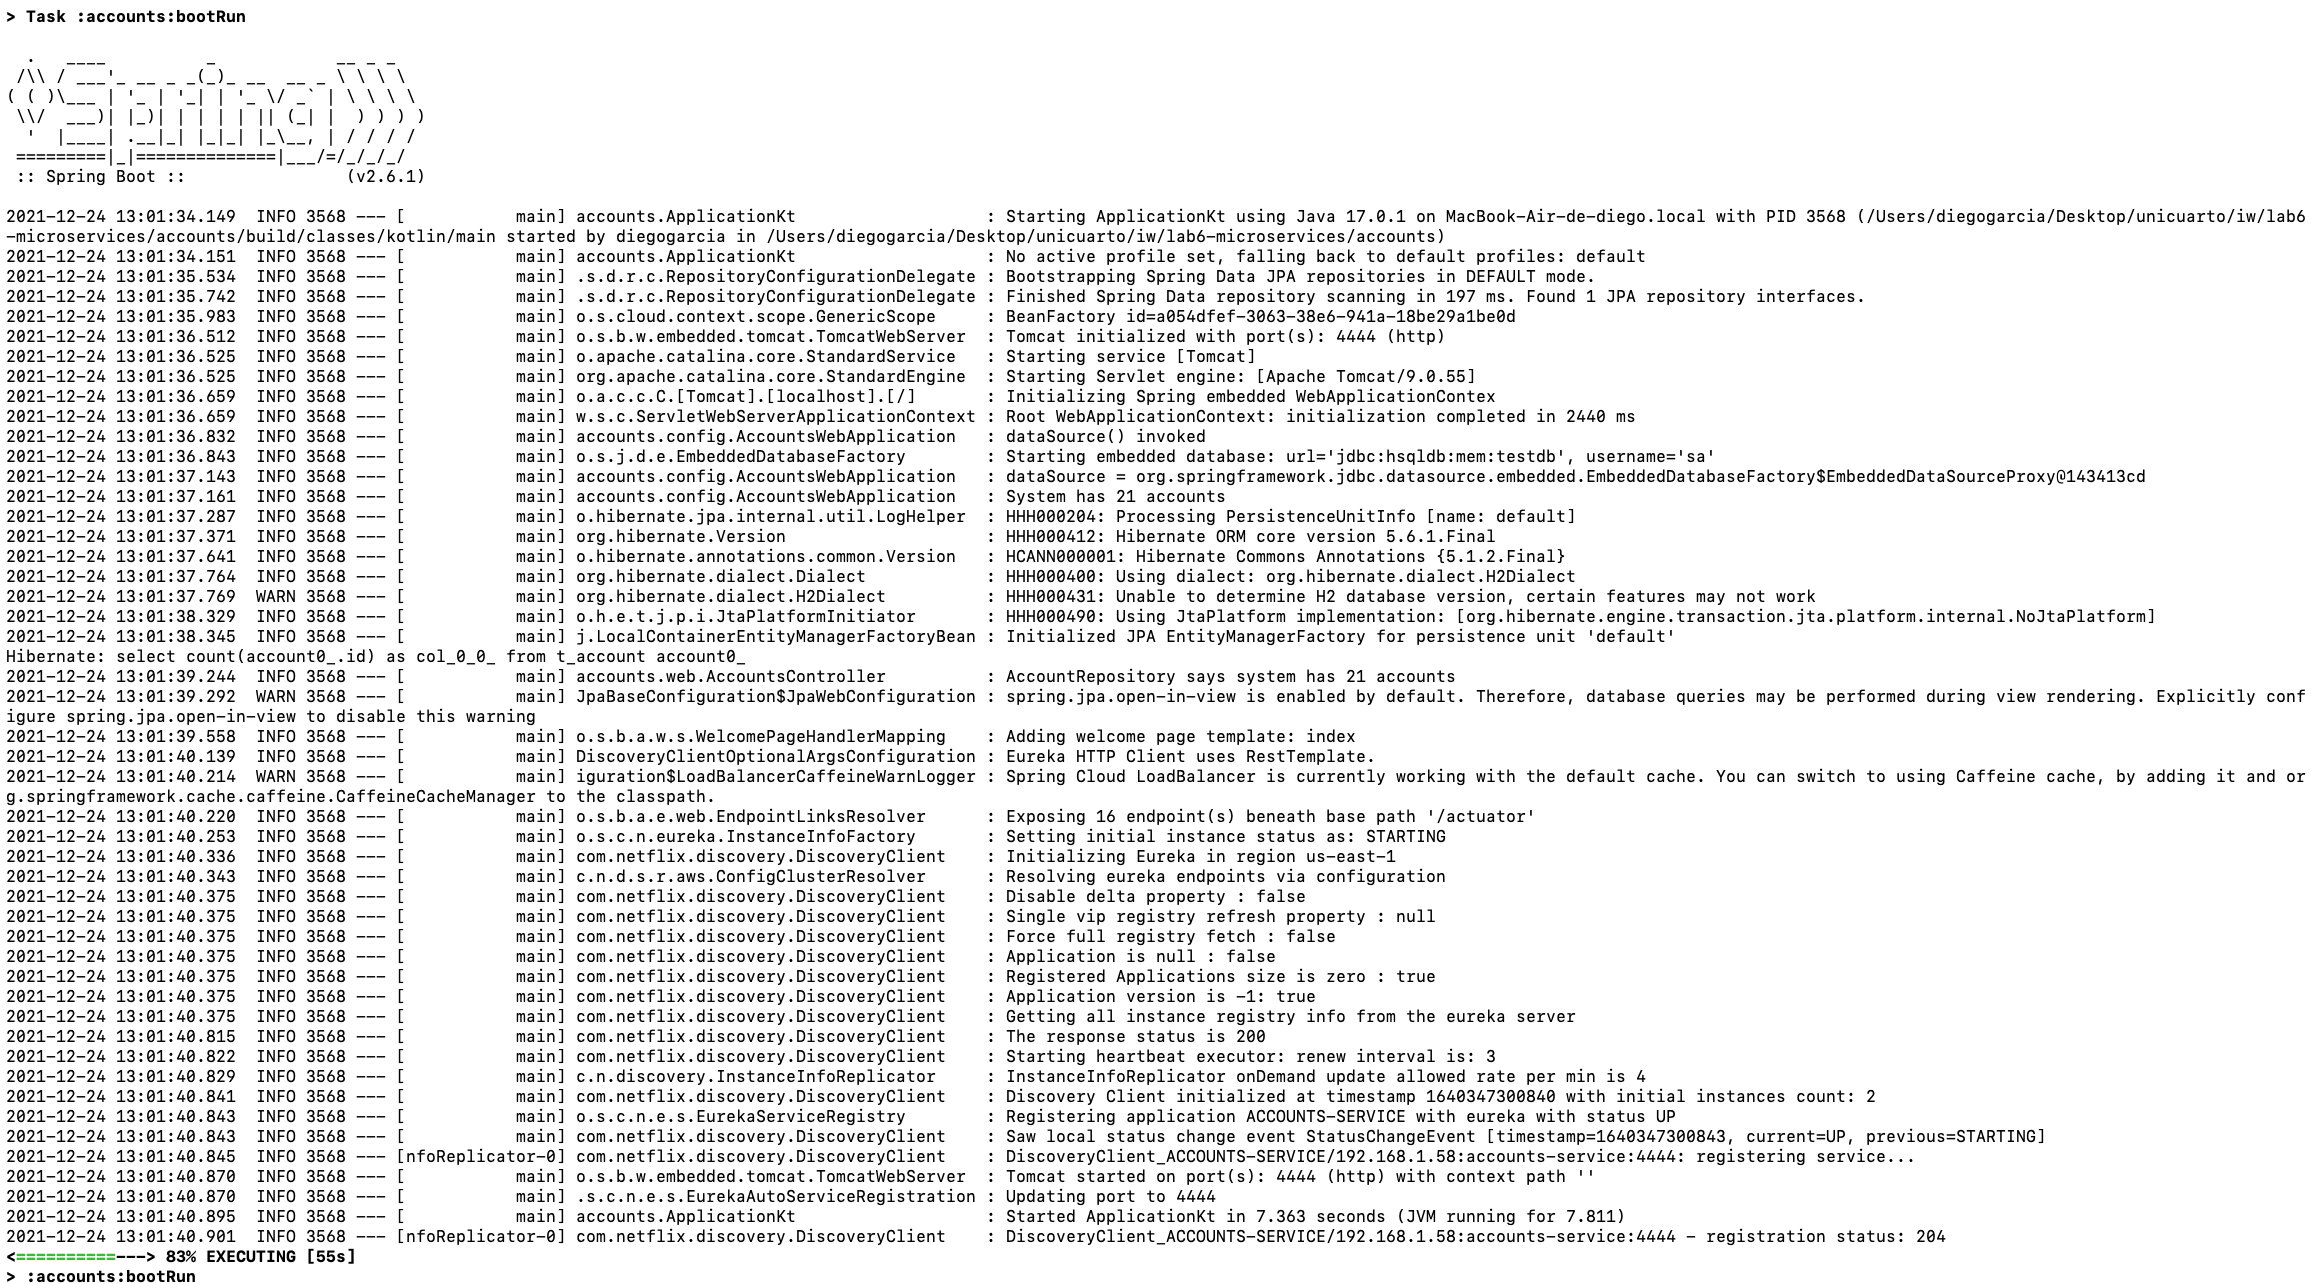 > Task :accounts:bootRun

  .   ____          _            __ _ _
 /\\ / ___'_ __ _ _(_)_ __  __ _ \ \ \ \
( ( )\___ | '_ | '_| | '_ \/ _` | \ \ \ \
 \\/  ___)| |_)| | | | | || (_| |  ) ) ) )
  '  |____| .__|_| |_|_| |_\__, | / / / /
 =========|_|==============|___/=/_/_/_/
 :: Spring Boot ::                (v2.6.1)

2021-12-24 13:01:34.149  INFO 3568 --- [           main] accounts.ApplicationKt                   : Starting ApplicationKt using Java 17.0.1 on MacBook-Air-de-diego.local with PID 3568 (/Users/diegogarcia/Desktop/unicuarto/iw/lab6
-microservices/accounts/build/classes/kotlin/main started by diegogarcia in /Users/diegogarcia/Desktop/unicuarto/iw/lab6-microservices/accounts)
2021-12-24 13:01:34.151  INFO 3568 --- [           main] accounts.ApplicationKt                   : No active profile set, falling back to default profiles: default
2021-12-24 13:01:35.534  INFO 3568 --- [           main] .s.d.r.c.RepositoryConfigurationDelegate : Bootstrapping Spring Data JPA repositories in DEFAULT mode.
2021-12-24 13:01:35.742  INFO 3568 --- [           main] .s.d.r.c.RepositoryConfigurationDelegate : Finished Spring Data repository scanning in 197 ms. Found 1 JPA repository interfaces.
2021-12-24 13:01:35.983  INFO 3568 --- [           main] o.s.cloud.context.scope.GenericScope     : BeanFactory id=a054dfef-3063-38e6-941a-18be29a1be0d
2021-12-24 13:01:36.512  INFO 3568 --- [           main] o.s.b.w.embedded.tomcat.TomcatWebServer  : Tomcat initialized with port(s): 4444 (http)
2021-12-24 13:01:36.525  INFO 3568 --- [           main] o.apache.catalina.core.StandardService   : Starting service [Tomcat]
2021-12-24 13:01:36.525  INFO 3568 --- [           main] org.apache.catalina.core.StandardEngine  : Starting Servlet engine: [Apache Tomcat/9.0.55]
2021-12-24 13:01:36.659  INFO 3568 --- [           main] o.a.c.c.C.[Tomcat].[localhost].[/]       : Initializing Spring embedded WebApplicationContex
2021-12-24 13:01:36.659  INFO 3568 --- [           main] w.s.c.ServletWebServerApplicationContext : Root WebApplicationContext: initialization completed in 2440 ms
2021-12-24 13:01:36.832  INFO 3568 --- [           main] accounts.config.AccountsWebApplication   : dataSource() invoked
2021-12-24 13:01:36.843  INFO 3568 --- [           main] o.s.j.d.e.EmbeddedDatabaseFactory        : Starting embedded database: url='jdbc:hsqldb:mem:testdb', username='sa'
2021-12-24 13:01:37.143  INFO 3568 --- [           main] accounts.config.AccountsWebApplication   : dataSource = org.springframework.jdbc.datasource.embedded.EmbeddedDatabaseFactory$EmbeddedDataSourceProxy@143413cd
2021-12-24 13:01:37.161  INFO 3568 --- [           main] accounts.config.AccountsWebApplication   : System has 21 accounts
2021-12-24 13:01:37.287  INFO 3568 --- [           main] o.hibernate.jpa.internal.util.LogHelper  : HHH000204: Processing PersistenceUnitInfo [name: default]
2021-12-24 13:01:37.371  INFO 3568 --- [           main] org.hibernate.Version                    : HHH000412: Hibernate ORM core version 5.6.1.Final
2021-12-24 13:01:37.641  INFO 3568 --- [           main] o.hibernate.annotations.common.Version   : HCANN000001: Hibernate Commons Annotations {5.1.2.Final}
2021-12-24 13:01:37.764  INFO 3568 --- [           main] org.hibernate.dialect.Dialect            : HHH000400: Using dialect: org.hibernate.dialect.H2Dialect
2021-12-24 13:01:37.769  WARN 3568 --- [           main] org.hibernate.dialect.H2Dialect          : HHH000431: Unable to determine H2 database version, certain features may not work
2021-12-24 13:01:38.329  INFO 3568 --- [           main] o.h.e.t.j.p.i.JtaPlatformInitiator       : HHH000490: Using JtaPlatform implementation: [org.hibernate.engine.transaction.jta.platform.internal.NoJtaPlatform]
2021-12-24 13:01:38.345  INFO 3568 --- [           main] j.LocalContainerEntityManagerFactoryBean : Initialized JPA EntityManagerFactory for persistence unit 'default'
Hibernate: select count(account0_.id) as col_0_0_ from t_account account0_
2021-12-24 13:01:39.244  INFO 3568 --- [           main] accounts.web.AccountsController          : AccountRepository says system has 21 accounts
2021-12-24 13:01:39.292  WARN 3568 --- [           main] JpaBaseConfiguration$JpaWebConfiguration : spring.jpa.open-in-view is enabled by default. Therefore, database queries may be performed during view rendering. Explicitly conf
igure spring.jpa.open-in-view to disable this warning
2021-12-24 13:01:39.558  INFO 3568 --- [           main] o.s.b.a.w.s.WelcomePageHandlerMapping    : Adding welcome page template: index
2021-12-24 13:01:40.139  INFO 3568 --- [           main] DiscoveryClientOptionalArgsConfiguration : Eureka HTTP Client uses RestTemplate.
2021-12-24 13:01:40.214  WARN 3568 --- [           main] iguration$LoadBalancerCaffeineWarnLogger : Spring Cloud LoadBalancer is currently working with the default cache. You can switch to using Caffeine cache, by adding it and or
g.springframework.cache.caffeine.CaffeineCacheManager to the classpath.
2021-12-24 13:01:40.220  INFO 3568 --- [           main] o.s.b.a.e.web.EndpointLinksResolver      : Exposing 16 endpoint(s) beneath base path '/actuator'
2021-12-24 13:01:40.253  INFO 3568 --- [           main] o.s.c.n.eureka.InstanceInfoFactory       : Setting initial instance status as: STARTING
2021-12-24 13:01:40.336  INFO 3568 --- [           main] com.netflix.discovery.DiscoveryClient    : Initializing Eureka in region us-east-1
2021-12-24 13:01:40.343  INFO 3568 --- [           main] c.n.d.s.r.aws.ConfigClusterResolver      : Resolving eureka endpoints via configuration
2021-12-24 13:01:40.375  INFO 3568 --- [           main] com.netflix.discovery.DiscoveryClient    : Disable delta property : false
2021-12-24 13:01:40.375  INFO 3568 --- [           main] com.netflix.discovery.DiscoveryClient    : Single vip registry refresh property : null
2021-12-24 13:01:40.375  INFO 3568 --- [           main] com.netflix.discovery.DiscoveryClient    : Force full registry fetch : false
2021-12-24 13:01:40.375  INFO 3568 --- [           main] com.netflix.discovery.DiscoveryClient    : Application is null : false
2021-12-24 13:01:40.375  INFO 3568 --- [           main] com.netflix.discovery.DiscoveryClient    : Registered Applications size is zero : true
2021-12-24 13:01:40.375  INFO 3568 --- [           main] com.netflix.discovery.DiscoveryClient    : Application version is -1: true
2021-12-24 13:01:40.375  INFO 3568 --- [           main] com.netflix.discovery.DiscoveryClient    : Getting all instance registry info from the eureka server
2021-12-24 13:01:40.815  INFO 3568 --- [           main] com.netflix.discovery.DiscoveryClient    : The response status is 200
2021-12-24 13:01:40.822  INFO 3568 --- [           main] com.netflix.discovery.DiscoveryClient    : Starting heartbeat executor: renew interval is: 3
2021-12-24 13:01:40.829  INFO 3568 --- [           main] c.n.discovery.InstanceInfoReplicator     : InstanceInfoReplicator onDemand update allowed rate per min is 4
2021-12-24 13:01:40.841  INFO 3568 --- [           main] com.netflix.discovery.DiscoveryClient    : Discovery Client initialized at timestamp 1640347300840 with initial instances count: 2
2021-12-24 13:01:40.843  INFO 3568 --- [           main] o.s.c.n.e.s.EurekaServiceRegistry        : Registering application ACCOUNTS-SERVICE with eureka with status UP
2021-12-24 13:01:40.843  INFO 3568 --- [           main] com.netflix.discovery.DiscoveryClient    : Saw local status change event StatusChangeEvent [timestamp=1640347300843, current=UP, previous=STARTING]
2021-12-24 13:01:40.845  INFO 3568 --- [nfoReplicator-0] com.netflix.discovery.DiscoveryClient    : DiscoveryClient_ACCOUNTS-SERVICE/192.168.1.58:accounts-service:4444: registering service...
2021-12-24 13:01:40.870  INFO 3568 --- [           main] o.s.b.w.embedded.tomcat.TomcatWebServer  : Tomcat started on port(s): 4444 (http) with context path ''
2021-12-24 13:01:40.870  INFO 3568 --- [           main] .s.c.n.e.s.EurekaAutoServiceRegistration : Updating port to 4444
2021-12-24 13:01:40.895  INFO 3568 --- [           main] accounts.ApplicationKt                   : Started ApplicationKt in 7.363 seconds (JVM running for 7.811)
2021-12-24 13:01:40.901  INFO 3568 --- [nfoReplicator-0] com.netflix.discovery.DiscoveryClient    : DiscoveryClient_ACCOUNTS-SERVICE/192.168.1.58:accounts-service:4444 - registration status: 204
<==========---> 83% EXECUTING [55s]
> :accounts:bootRun